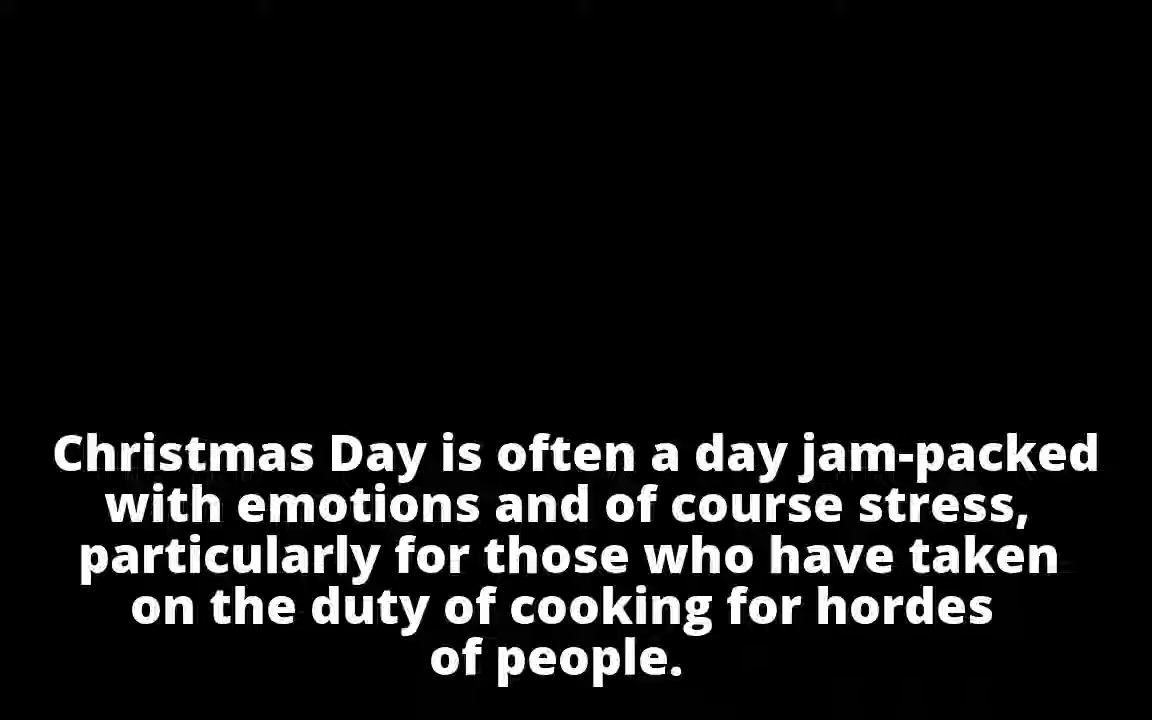 Christmas Day is often a day jam-packed
with emotions and of course stress,
particularly for those who have taken
on the duty of cooking for hordes
of people.